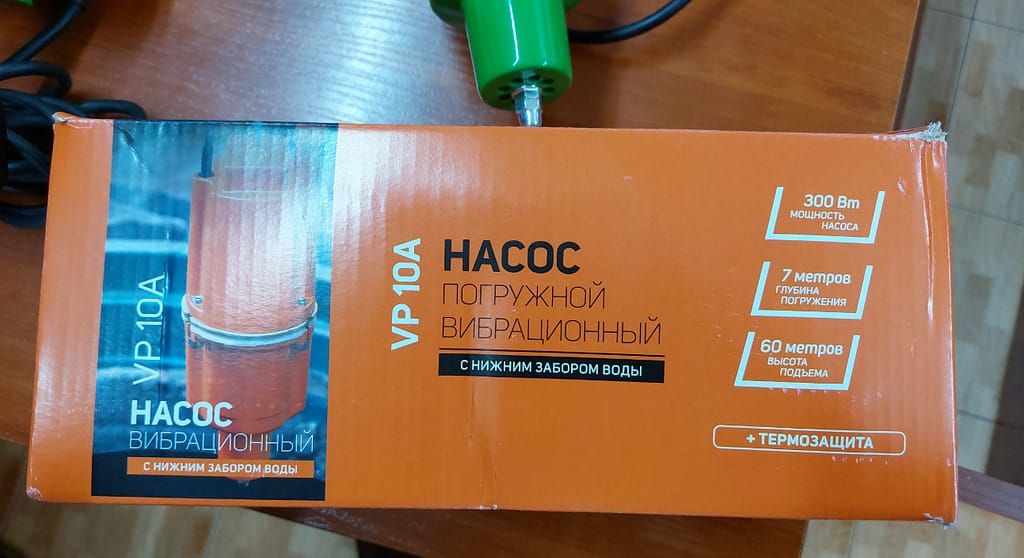 VP 10A
НАСОС
ВИБРАЦИОННЫЙ
С НИЖНИМ ЗАБОРОМ ВОДЫ
VP 10A
НАСОС
ПОГРУЖНОЙ
ВИБРАЦИОННЫЙ
С НИЖНИМ ЗАБОРОМ ВОДЫ
300 Вт
МОЩНОСТЬ
НАСОСА
7 метров
ГЛУБИНА
ПОГРУЖЕНИЯ
60 метров
ВЫСОТА
ПОДЪЕМА
+ ТЕРМОЗАЩИТА